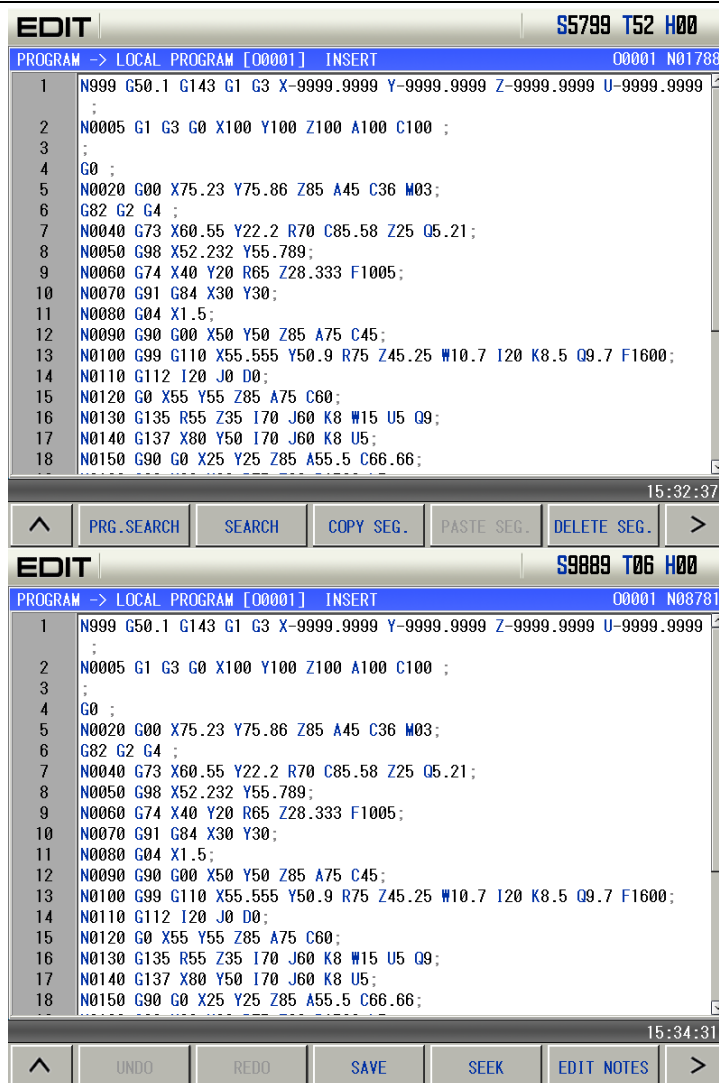 EDIT S5799 T52 H00
PROGRAM -> LOCAL PROGRAM [O0001] INSERT O0001 N01788
1 N999 G50.1 G143 G1 G3 X-9999.9999 Y-9999.9999 Z-9999.9999 U-9999.9999
;
2 N0005 G1 G3 G0 X100 Y100 Z100 A100 C100 ;
3 ;
4 G0 ;
5 N0020 G00 X75.23 Y75.86 Z85 A45 C36 M03;
6 G82 G2 G4 ;
7 N0040 G73 X60.55 Y22.2 R70 C85.58 Z25 Q5.21;
8 N0050 G98 X52.232 Y55.789;
9 N0060 G74 X40 Y20 R65 Z28.333 F1005;
10 N0070 G91 G84 X30 Y30;
11 N0080 G04 X1.5;
12 N0090 G90 G00 X50 Y50 Z85 A75 C45;
13 N0100 G99 G110 X55.555 Y50.9 R75 Z45.25 W10.7 I20 K8.5 Q9.7 F1600;
14 N0110 G112 I20 J0 D0;
15 N0120 G0 X55 Y55 Z85 A75 C60;
16 N0130 G135 R55 Z35 I70 J60 K8 W15 U5 Q9;
17 N0140 G137 X80 Y50 I70 J60 K8 U5;
18 N0150 G90 G0 X25 Y25 Z85 A55.5 C66.66;
15:32:37
^ PRG.SEARCH SEARCH COPY SEG. PASTE SEG. DELETE SEG. >
EDIT S9889 T06 H00
PROGRAM -> LOCAL PROGRAM [O0001] INSERT O0001 N08781
1 N999 G50.1 G143 G1 G3 X-9999.9999 Y-9999.9999 Z-9999.9999 U-9999.9999
;
2 N0005 G1 G3 G0 X100 Y100 Z100 A100 C100 ;
3 ;
4 G0 ;
5 N0020 G00 X75.23 Y75.86 Z85 A45 C36 M03;
6 G82 G2 G4 ;
7 N0040 G73 X60.55 Y22.2 R70 C85.58 Z25 Q5.21;
8 N0050 G98 X52.232 Y55.789;
9 N0060 G74 X40 Y20 R65 Z28.333 F1005;
10 N0070 G91 G84 X30 Y30;
11 N0080 G04 X1.5;
12 N0090 G90 G00 X50 Y50 Z85 A75 C45;
13 N0100 G99 G110 X55.555 Y50.9 R75 Z45.25 W10.7 I20 K8.5 Q9.7 F1600;
14 N0110 G112 I20 J0 D0;
15 N0120 G0 X55 Y55 Z85 A75 C60;
16 N0130 G135 R55 Z35 I70 J60 K8 W15 U5 Q9;
17 N0140 G137 X80 Y50 I70 J60 K8 U5;
18 N0150 G90 G0 X25 Y25 Z85 A55.5 C66.66;
15:34:31
^ UNDO REDO SAVE SEEK EDIT NOTES >